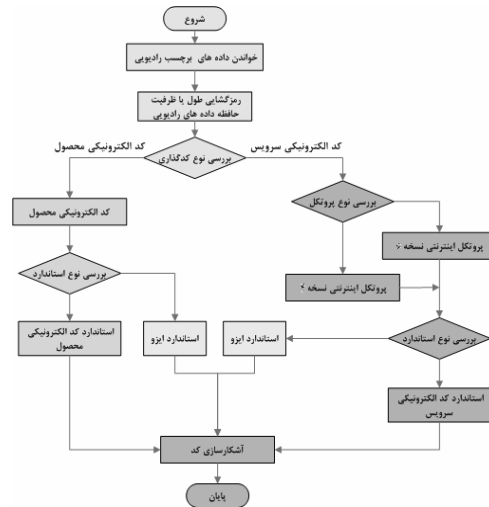 شروع
خواندن داده های برچسب رادیویی
رمزگشایی طول یا ظرفیت
حافظه داده های رادیویی
کد الکترونیکی محصول
کد الکترونیکی سرویس
بررسی نوع کدگذاری
کد الکترونیکی محصول
بررسی نوع پروتکل
پروتکل اینترنتی نسخه ۶
بررسی نوع استاندارد
پروتکل اینترنتی نسخه
استاندارد کد الکترونیکی
محصول
استاندارد ایزو
استاندارد ایزو
بررسی نوع استاندارد
استاندارد کد الکترونیکی
سرویس
آشکارسازی کد
پایان